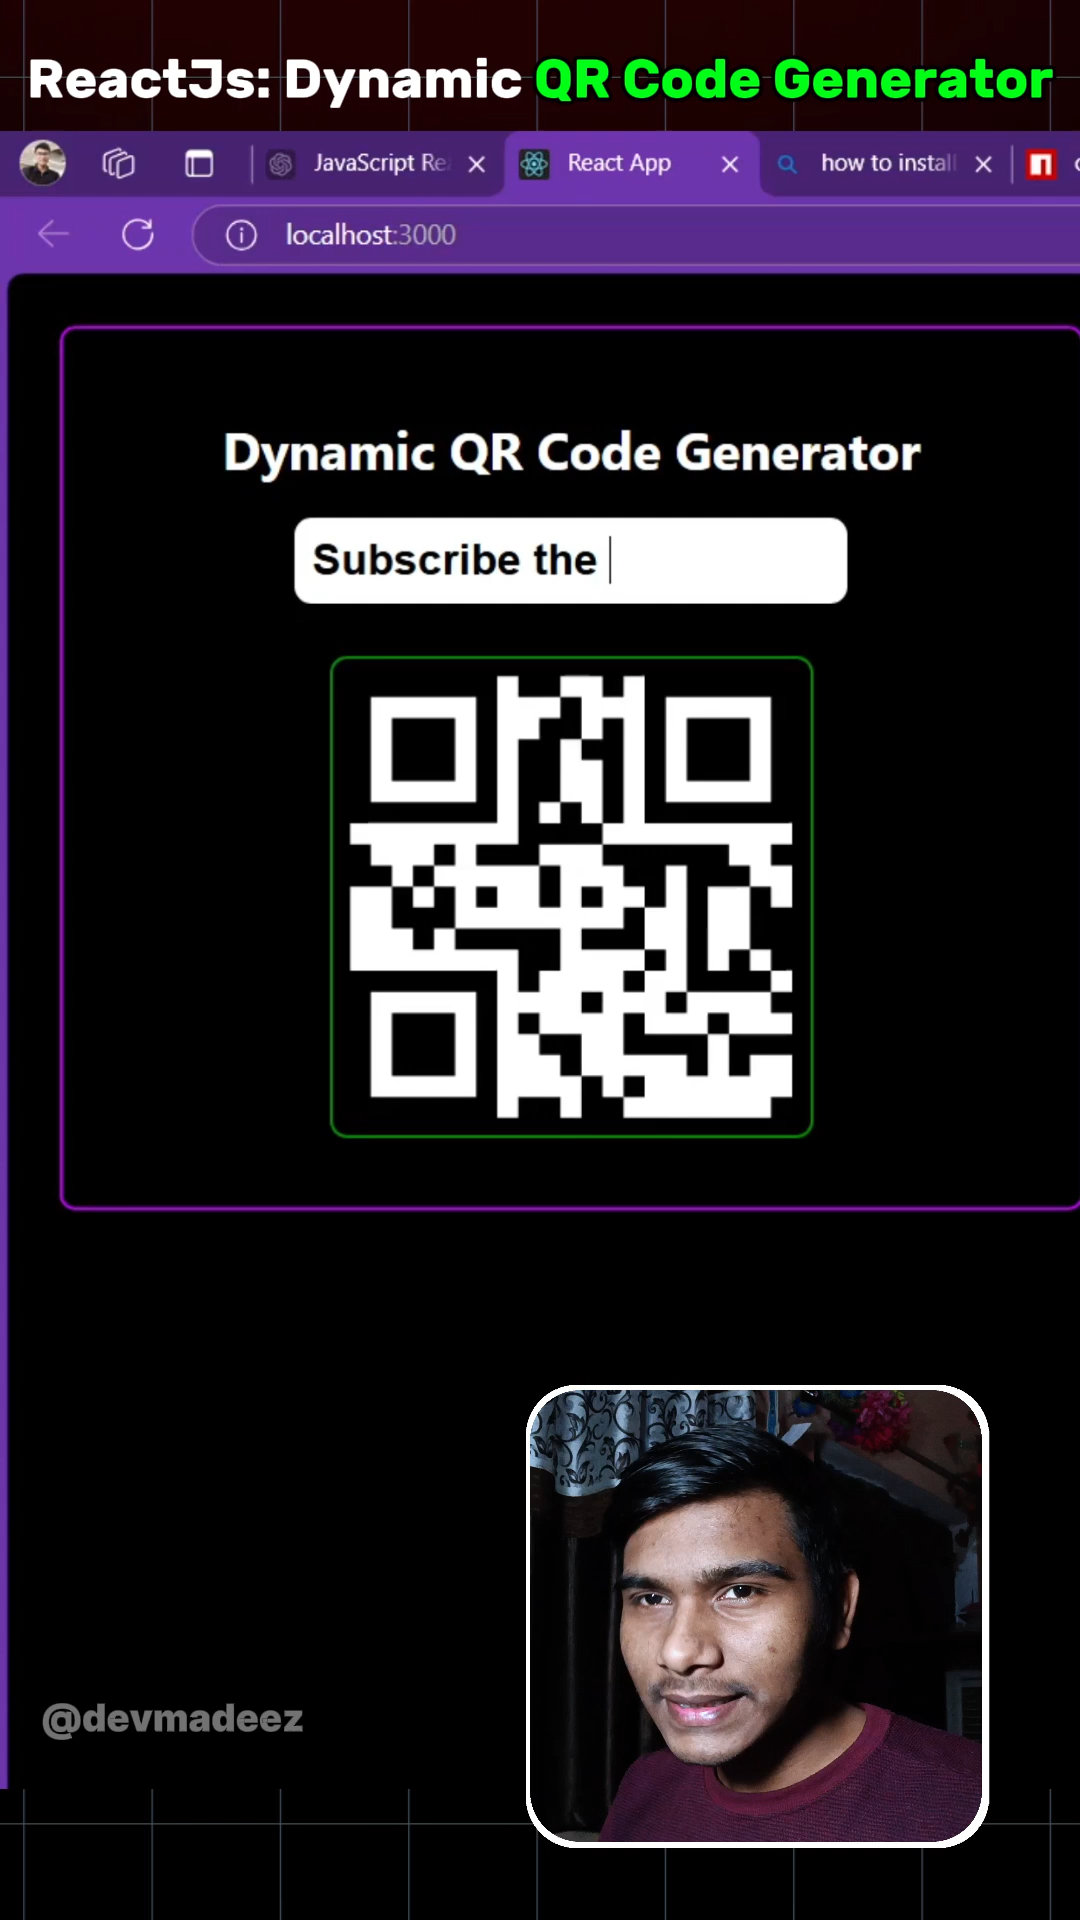 ReactJs: Dynamic QR Code Generator
JavaScript Re
React App
how to install
localhost:3000
Dynamic QR Code Generator
Subscribe the
@devmadeez